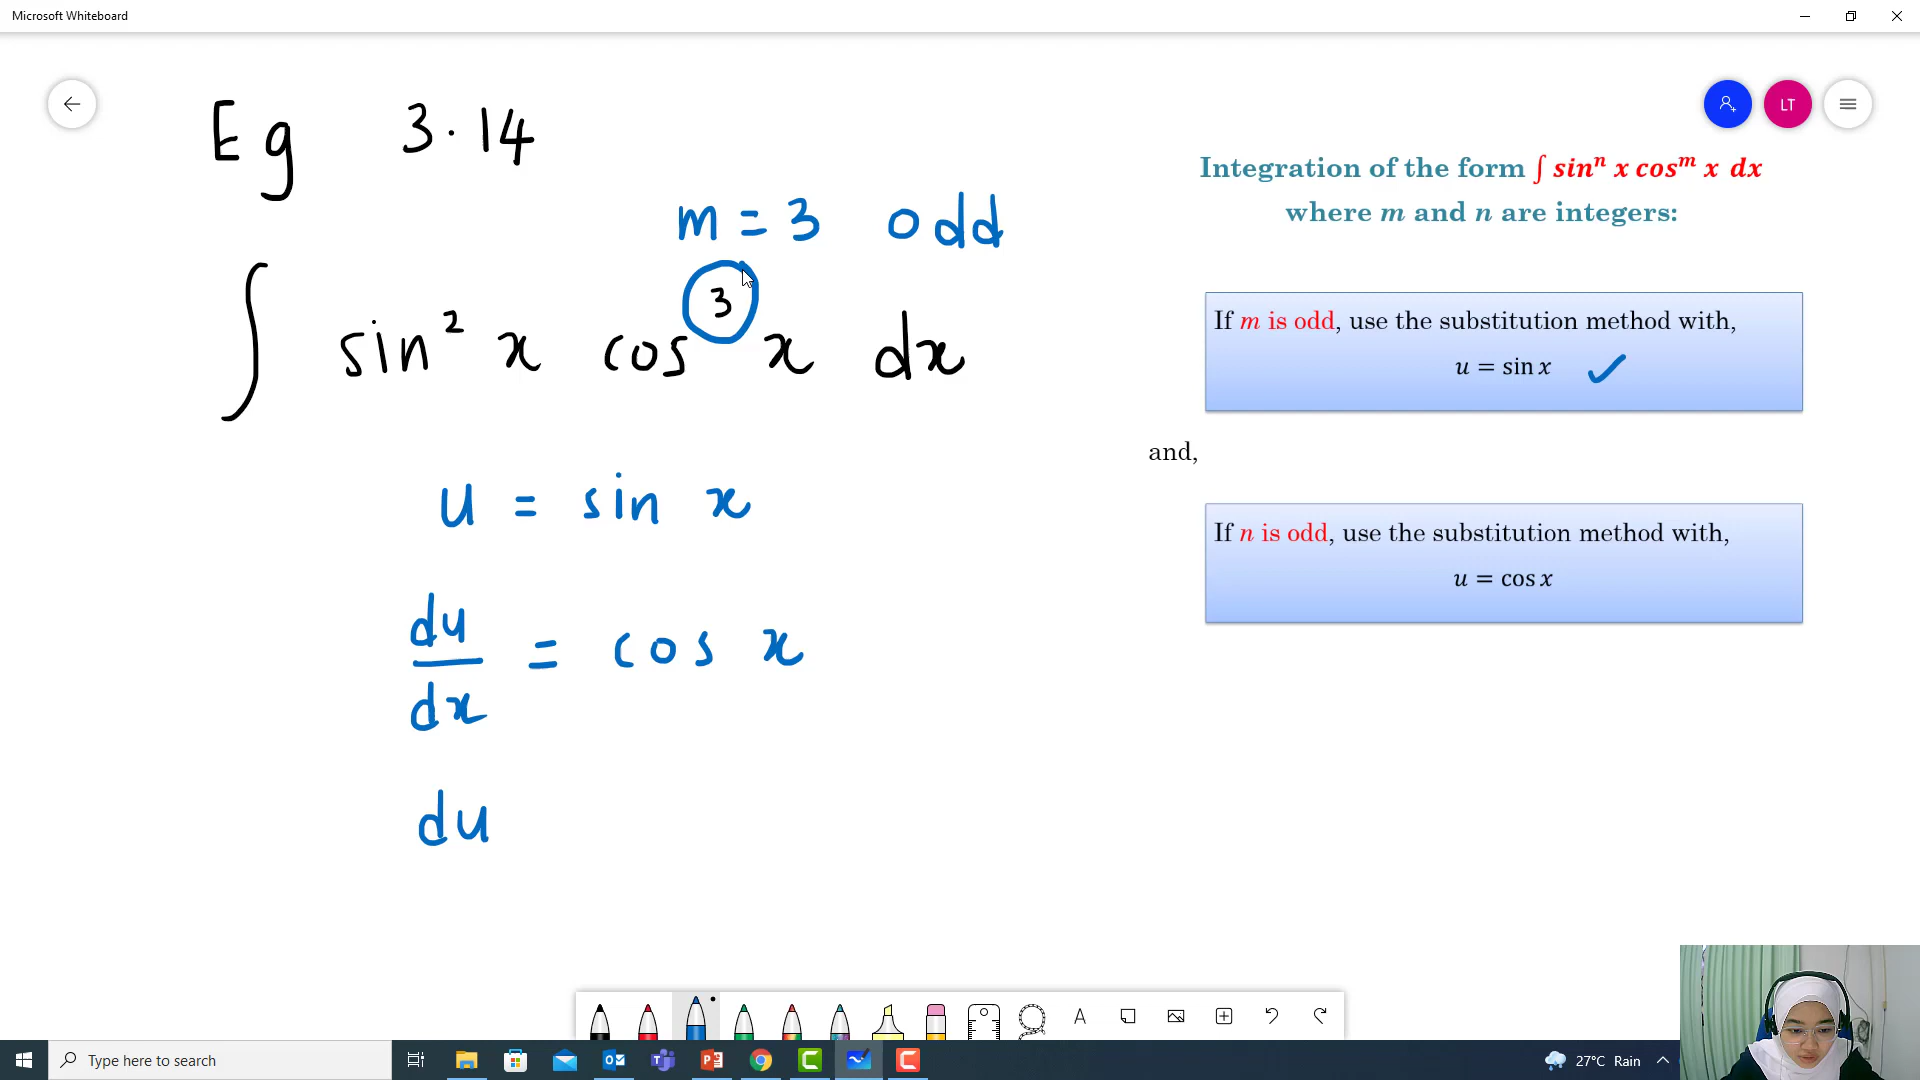 Microsoft Whiteboard
Eg 3.14
m = 3 odd
∫ sin² x cos³ x dx
u = sin x
du/dx = cos x
du
LT
Integration of the form ∫ sinⁿ x cosᵐ x dx
where m and n are integers:
If m is odd, use the substitution method with,
u = sin x ✓
and,
If n is odd, use the substitution method with,
u = cos x
A
Type here to search
27°C Rain